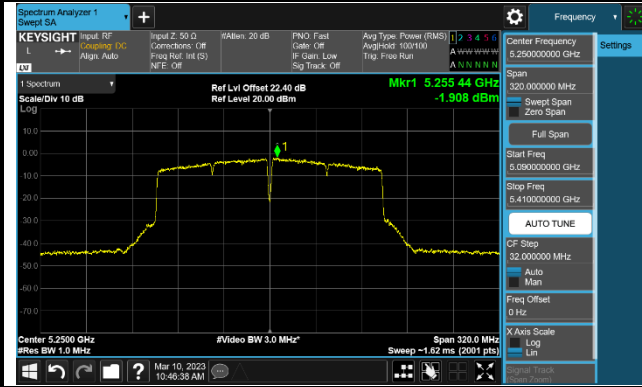 Spectrum Analyzer 1
Swept SA
Frequency
KEYSIGHT
L
LXI
Input: RF
Coupling: DC
Align: Auto
Input Z: 50 Ω
Corrections: Off
Freq Ref: Int (S)
NFE: Off
#Atten: 20 dB
PNO: Fast
Gate: Off
IF Gain: Low
Sig Track: Off
Avg Type: Power (RMS)
Avg|Hold: 100/100
Trig: Free Run
1 2 3 4 5 6
A W W W W W
A N N N N N
1 Spectrum
Scale/Div 10 dB
Log
Ref Lvl Offset 22.40 dB
Ref Level 20.00 dBm
Mkr1 5.255 44 GHz
-1.908 dBm
10.0
0.00
-10.0
-20.0
-30.0
-40.0
-50.0
-60.0
-70.0
1
Center 5.2500 GHz
#Res BW 1.0 MHz
#Video BW 3.0 MHz*
Span 320.0 MHz
Sweep ~1.62 ms (2001 pts)
Mar 10, 2023
10:46:38 AM
?
Center Frequency
5.250000000 GHz
Settings
Span
320.000000 MHz
Swept Span
Zero Span
Full Span
Start Freq
5.090000000 GHz
Stop Freq
5.410000000 GHz
AUTO TUNE
CF Step
32.000000 MHz
Auto
Man
Freq Offset
0 Hz
X Axis Scale
Log
Lin
Signal Track
(Span Zoom)